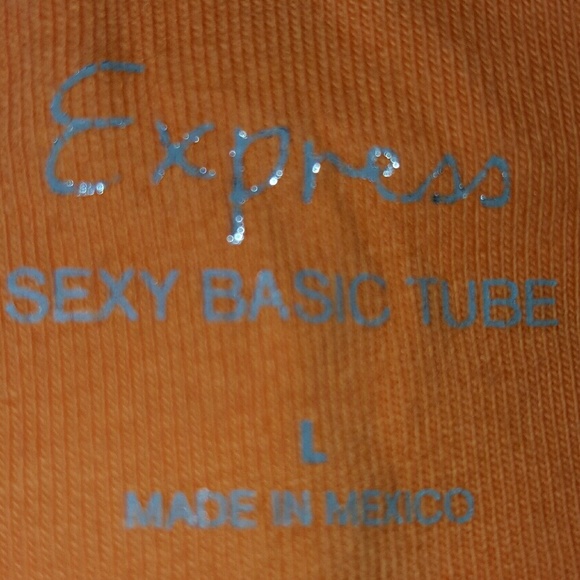 Express
SEXY BASIC TUBE
L
MADE IN MEXICO